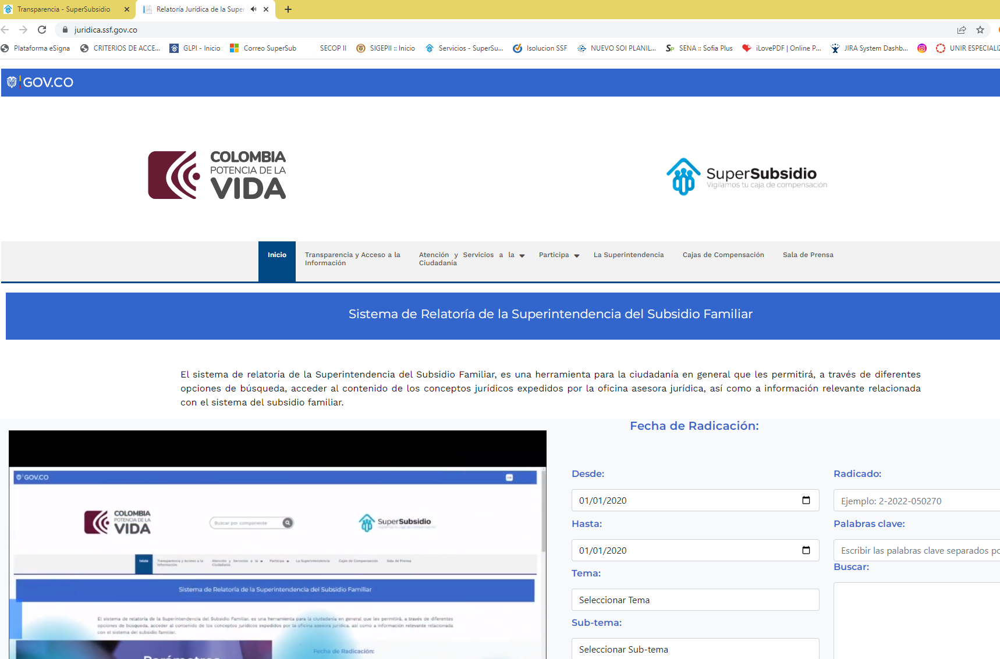 Transparencia - SuperSubsidio
Relatoría Jurídica de la Super
juridica.ssf.gov.co
Plataforma eSigna
CRITERIOS DE ACCE...
GLPI - Inicio
Correo SuperSub
SECOP II
SIGEPII :: Inicio
Servicios - SuperSu...
Isolucion SSF
NUEVO SOI PLANIL...
Sp
SENA :: Sofia Plus
iLovePDF | Online P...
JIRA System Dashb...
UNIR ESPECIALIZ
GOV.CO
COLOMBIA
POTENCIA DE LA
VIDA
SuperSubsidio
Vigilamos tu caja de compensación
Inicio
Transparencia y Acceso a la
Información
Atención y Servicios a la
Ciudadanía
Participa
La Superintendencia
Cajas de Compensación
Sala de Prensa
Sistema de Relatoría de la Superintendencia del Subsidio Familiar
El sistema de relatoría de la Superintendencia del Subsidio Familiar, es una herramienta para la ciudadanía en general que les permitirá, a través de diferentes
opciones de búsqueda, acceder al contenido de los conceptos jurídicos expedidos por la oficina asesora jurídica, así como a información relevante relacionada
con el sistema del subsidio familiar.
GOV.CO
COLOMBIA
POTENCIA DE LA
VIDA
Buscar por componente
SuperSubsidio
Inicio
Transparencia y Acceso a la
Información
Atención y Servicios a la
Ciudadanía
Participa
La Superintendencia
Cajas de Compensación
Sala de Prensa
Sistema de Relatoría de la Superintendencia del Subsidio Familiar
El sistema de relatoría de la Superintendencia del Subsidio Familiar, es una herramienta para la ciudadanía en general que les permitirá, a través de diferentes
opciones de búsqueda, acceder al contenido de los conceptos jurídicos expedidos por la oficina asesora jurídica, así como a información relevante relacionada
con el sistema del subsidio familiar.
Parámetros
Fecha de Radicación:
Fecha de Radicación:
Desde:
01/01/2020
Hasta:
01/01/2020
Tema:
Seleccionar Tema
Sub-tema:
Seleccionar Sub-tema
Radicado:
Ejemplo: 2-2022-050270
Palabras clave:
Escribir las palabras clave separados po
Buscar: